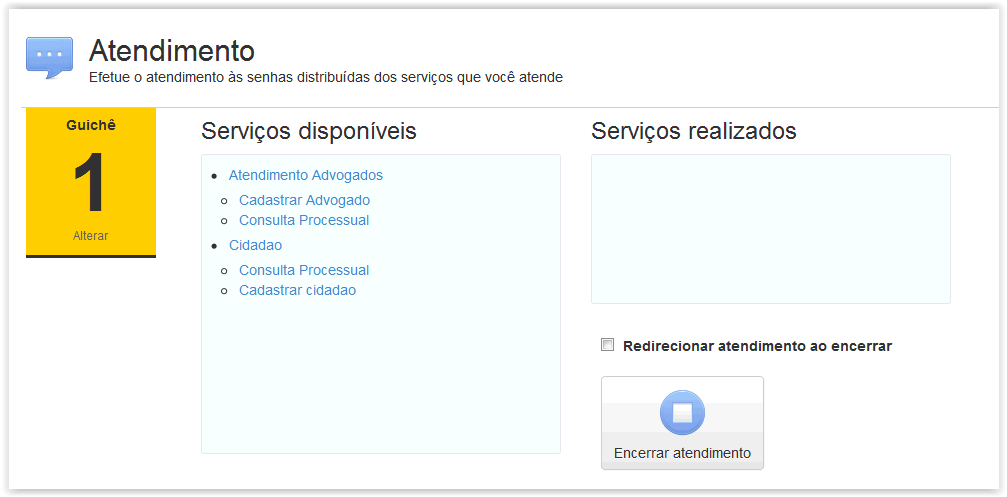 Atendimento
Efetue o atendimento às senhas distribuídas dos serviços que você atende
Guichê
1
Alterar
Serviços disponíveis
Atendimento Advogados
Cadastrar Advogado
Consulta Processual
Cidadao
Consulta Processual
Cadastrar cidadao
Serviços realizados
Redirecionar atendimento ao encerrar
Encerrar atendimento